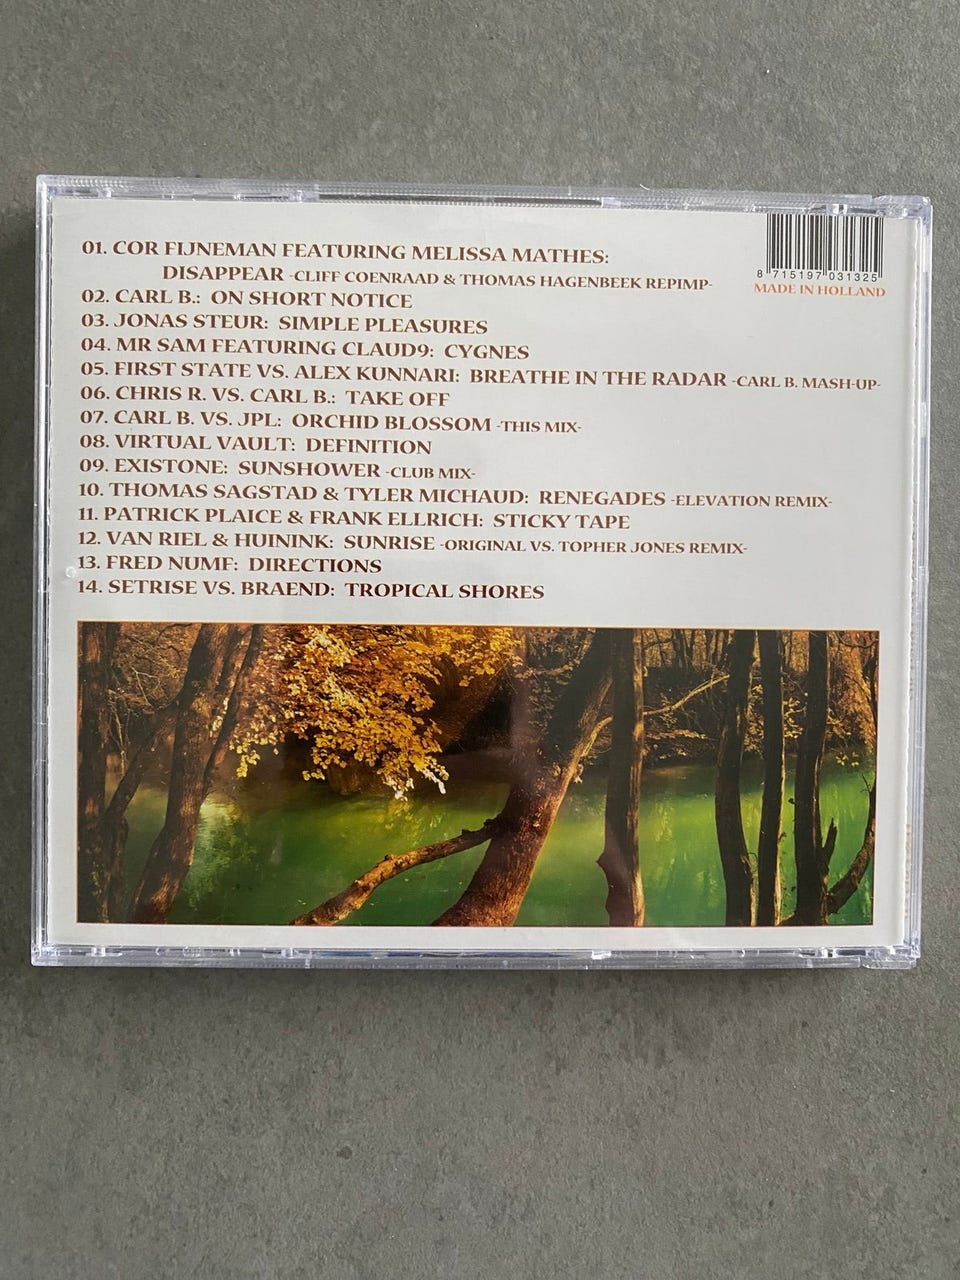 01. COR FIJNEMAN FEATURING MELISSA MATHES:
DISAPPEAR -CLIFF COENRAAD & THOMAS HAGENBEEK REPIMP-
02. CARL B.: ON SHORT NOTICE
03. JONAS STEUR: SIMPLE PLEASURES
04. MR SAM FEATURING CLAUD9: CYGNES
05. FIRST STATE VS. ALEX KUNNARI: BREATHE IN THE RADAR -CARL B. MASH-UP-
06. CHRIS R. VS. CARL B.: TAKE OFF
07. CARL B. VS. JPL: ORCHID BLOSSOM -THIS MIX-
08. VIRTUAL VAULT: DEFINITION
09. EXISTONE: SUNSHOWER -CLUB MIX-
10. THOMAS SAGSTAD & TYLER MICHAUD: RENEGADES -ELEVATION REMIX-
11. PATRICK PLAICE & FRANK ELLRICH: STICKY TAPE
12. VAN RIEL & HUININK: SUNRISE -ORIGINAL VS. TOPHER JONES REMIX-
13. FRED NUMF: DIRECTIONS
14. SETRISE VS. BRAEND: TROPICAL SHORES
8 715197 031325
MADE IN HOLLAND